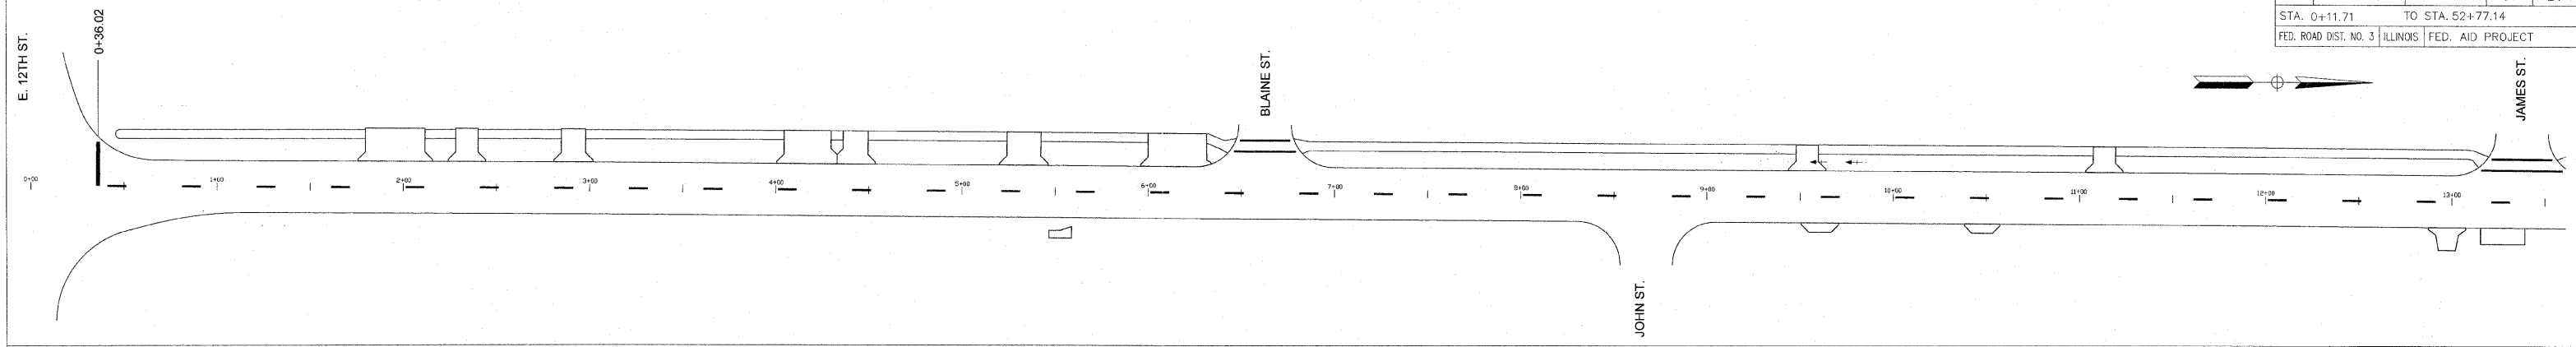 STA. 0+11.71 TO STA. 52+77.14
FED. ROAD DIST. NO. 3 ILLINOIS FED. AID PROJECT
E. 12TH ST.
0+36.02
BLAINE ST.
JAMES ST.
0+00 1+00 2+00 3+00 4+00 5+00 6+00 7+00 8+00 9+00 10+00 11+00 12+00 13+00
JOHN ST.